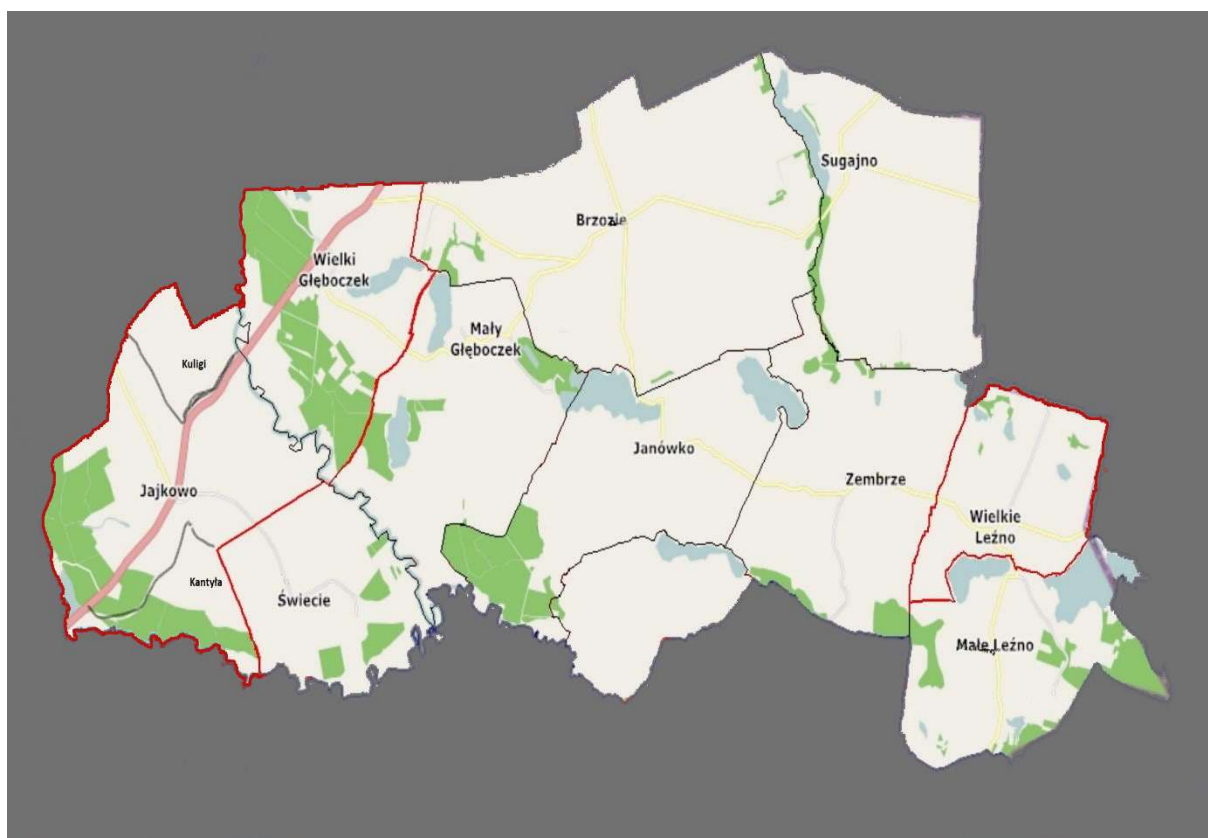 Sugajno
Brzozie
Wielki
Głęboczek
Mały
Głęboczek
Kuligi
Janówko
Zembrze
Jajkowo
Wielkie
Leźno
Kantyła
Świecie
Małe Leźno